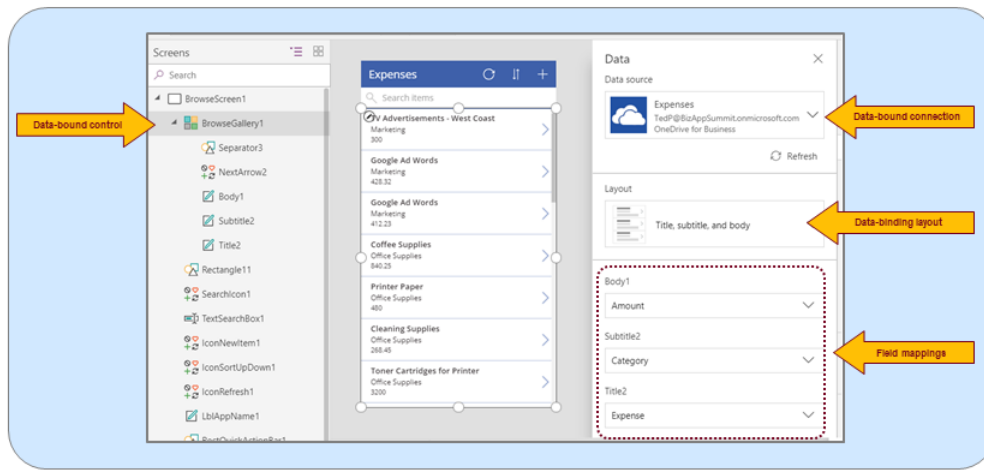 Screens
Search
BrowseScreen1
BrowseGallery1
Separator3
NextArrow2
Body1
Subtitle2
Title2
Rectangle11
SearchIcon1
TextSearchBox1
IconNewItem1
IconSortUpDown1
IconRefresh1
LblAppName1
RectQuickActionBar1
Data-bound control
Expenses
Search items
V Advertisements - West Coast
Marketing
300
Google Ad Words
Marketing
428.32
Google Ad Words
Marketing
412.23
Coffee Supplies
Office Supplies
840.25
Printer Paper
Office Supplies
480
Cleaning Supplies
Office Supplies
268.45
Toner Cartridges for Printer
Office Supplies
3200
Data
Data source
Expenses
TedP@BizAppSummit.onmicrosoft.com
OneDrive for Business
Refresh
Layout
Title, subtitle, and body
Body1
Amount
Subtitle2
Category
Title2
Expense
Data-bound connection
Data-binding layout
Field mappings